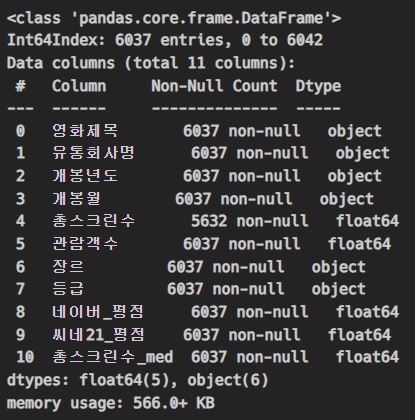 <class 'pandas.core.frame.DataFrame'>
Int64Index: 6037 entries, 0 to 6042
Data columns (total 11 columns):
 #   Column     Non-Null Count  Dtype
---  ------     --------------  -----
 0   영화제목       6037 non-null   object
 1   유통회사명      6037 non-null   object
 2   개봉년도       6037 non-null   object
 3   개봉월        6037 non-null   object
 4   총스크린수      5632 non-null   float64
 5   관람객수       6037 non-null   float64
 6   장르         6037 non-null   object
 7   등급         6037 non-null   object
 8   네이버_평점     6037 non-null   float64
 9   씨네21_평점    6037 non-null   float64
 10  총스크린수_med  6037 non-null   float64
dtypes: float64(5), object(6)
memory usage: 566.0+ KB